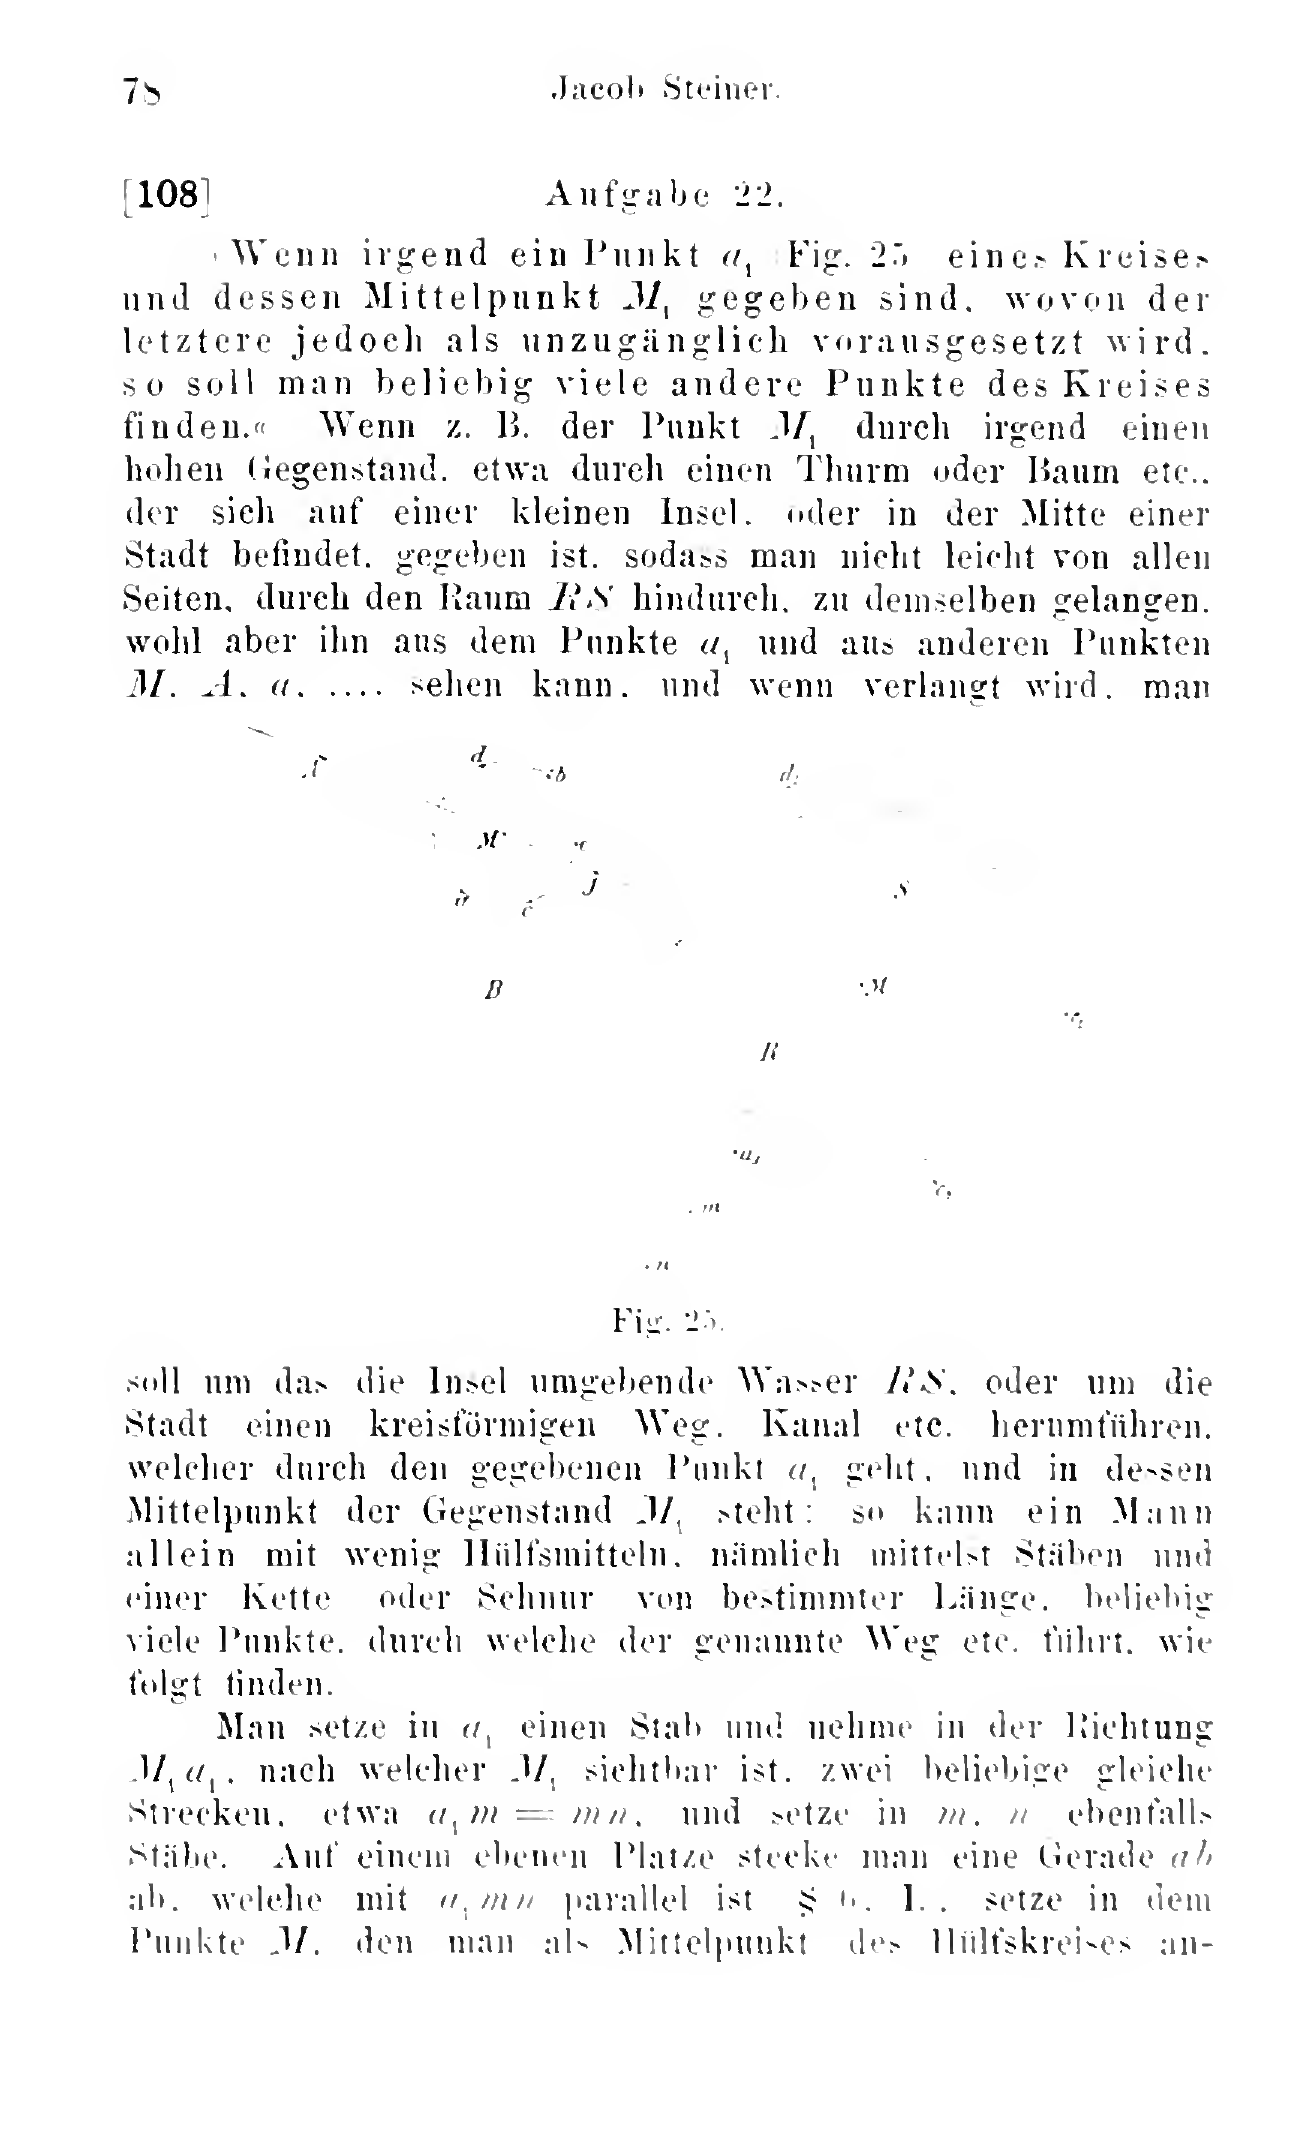 78 Jacob Steiner.
[108] Aufgabe 22.
»Wenn irgend ein Punkt a₁ (Fig. 25) eines Kreises
und dessen Mittelpunkt M₁ gegeben sind, wovon der
letztere jedoch als unzugänglich vorausgesetzt wird,
so soll man beliebig viele andere Punkte des Kreises
finden.« Wenn z. B. der Punkt M₁ durch irgend einen
hohen Gegenstand, etwa durch einen Thurm oder Baum etc.,
der sich auf einer kleinen Insel, oder in der Mitte einer
Stadt befindet, gegeben ist, sodass man nicht leicht von allen
Seiten, durch den Raum RS hindurch, zu demselben gelangen,
wohl aber ihn aus dem Punkte a₁ und aus anderen Punkten
M, A, a, .... sehen kann, und wenn verlangt wird, man
d b d₁
M c
a e J S
B M
c₁
R
a₁
m
n
Fig. 25.
soll um das die Insel umgebende Wasser RS, oder um die
Stadt einen kreisförmigen Weg, Kanal etc. herumführen,
welcher durch den gegebenen Punkt a₁ geht, und in dessen
Mittelpunkt der Gegenstand M₁ steht: so kann ein Mann
allein mit wenig Hülfsmitteln, nämlich mittelst Stäben und
einer Kette oder Schnur von bestimmter Länge, beliebig
viele Punkte, durch welche der genannte Weg etc. führt, wie
folgt finden.
Man setze in a₁ einen Stab und nehme in der Richtung
M₁a₁, nach welcher M₁ sichtbar ist, zwei beliebige gleiche
Strecken, etwa a₁m = mn, und setze in m, n ebenfalls
Stäbe. Auf einem ebenen Platze stecke man eine Gerade ab
ab, welche mit a₁mn parallel ist (§ 6, I.), setze in dem
Punkte M, den man als Mittelpunkt des Hülfskreises an-